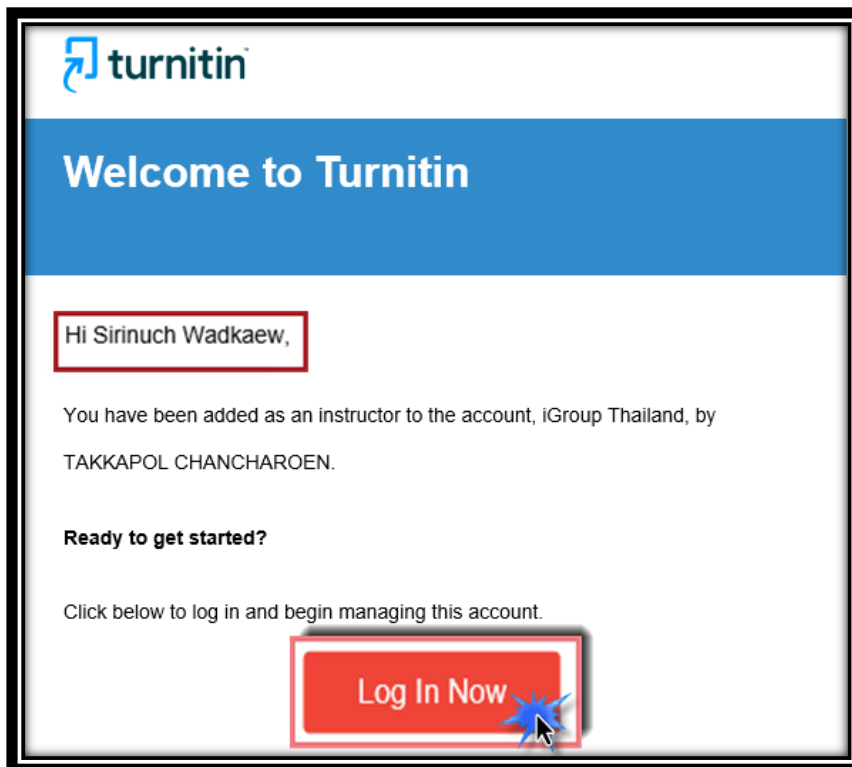 turnitin
Welcome to Turnitin
Hi Sirinuch Wadkaew,
You have been added as an instructor to the account, iGroup Thailand, by
TAKKAPOL CHANCHAROEN.
Ready to get started?
Click below to log in and begin managing this account.
Log In Now